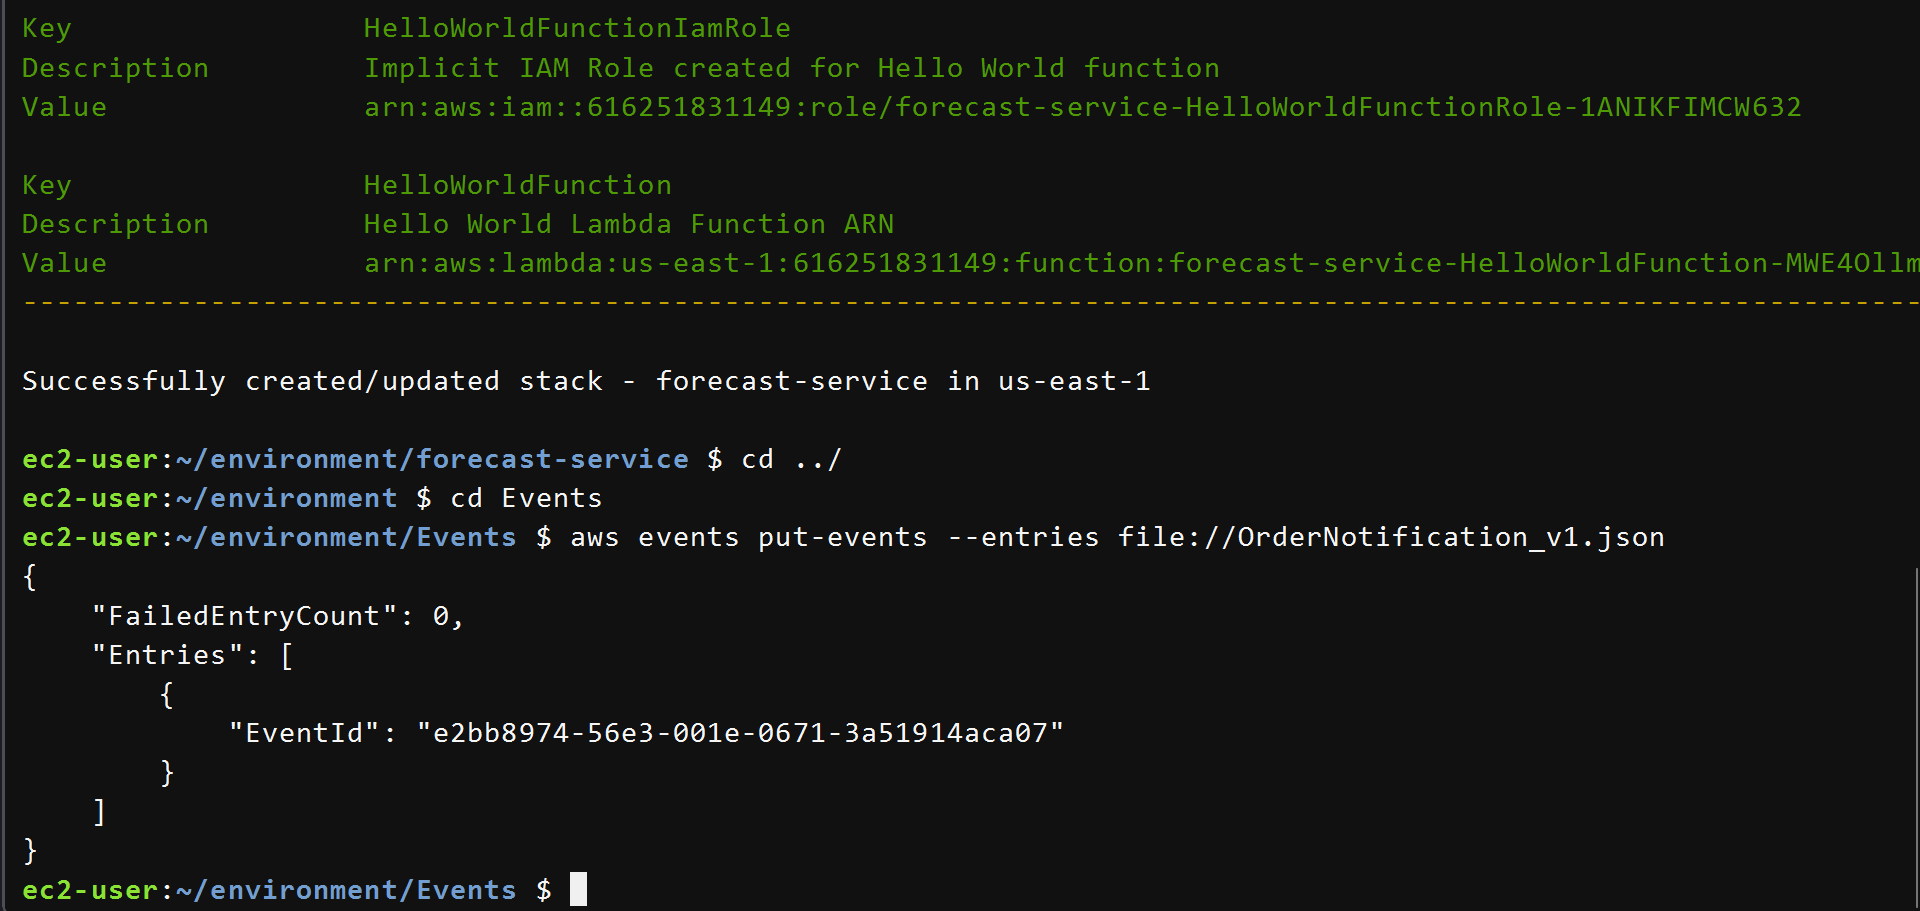 Key HelloWorldFunctionIamRole
Description Implicit IAM Role created for Hello World function
Value arn:aws:iam::616251831149:role/forecast-service-HelloWorldFunctionRole-1ANIKFIMCW632
Key HelloWorldFunction
Description Hello World Lambda Function ARN
Value arn:aws:lambda:us-east-1:616251831149:function:forecast-service-HelloWorldFunction-MWE4Ollm
--------------------------------------------------------------------------------------------------------------
Successfully created/updated stack - forecast-service in us-east-1
ec2-user:~/environment/forecast-service $ cd ../
ec2-user:~/environment $ cd Events
ec2-user:~/environment/Events $ aws events put-events --entries file://OrderNotification_v1.json
{
    "FailedEntryCount": 0,
    "Entries": [
        {
            "EventId": "e2bb8974-56e3-001e-0671-3a51914aca07"
        }
    ]
}
ec2-user:~/environment/Events $